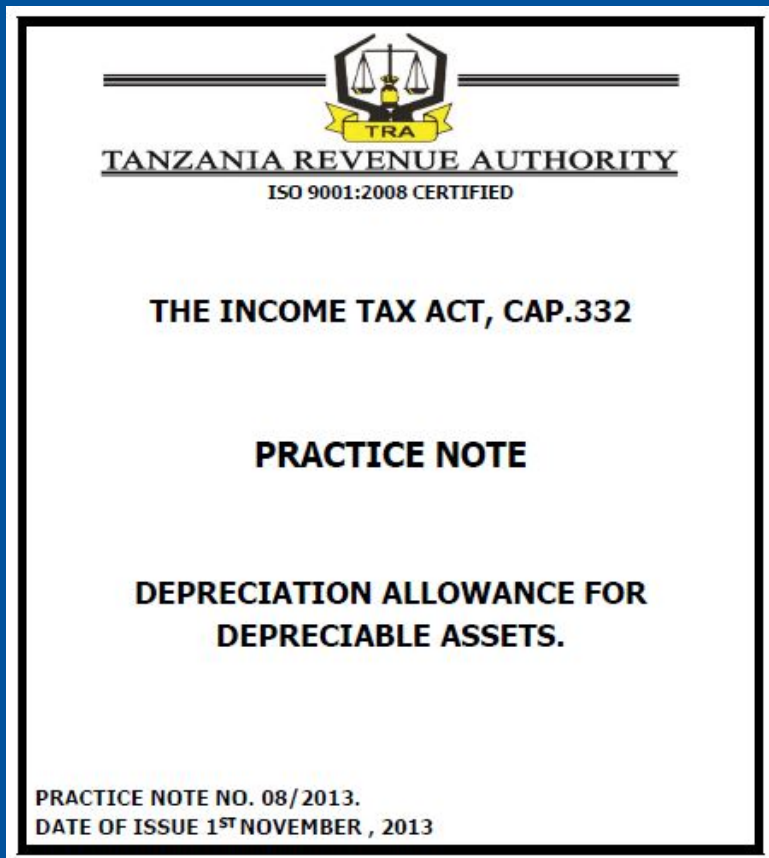 TRA
TANZANIA REVENUE AUTHORITY
ISO 9001:2008 CERTIFIED
THE INCOME TAX ACT, CAP.332
PRACTICE NOTE
DEPRECIATION ALLOWANCE FOR
DEPRECIABLE ASSETS.
PRACTICE NOTE NO. 08/2013.
DATE OF ISSUE 1ST NOVEMBER , 2013